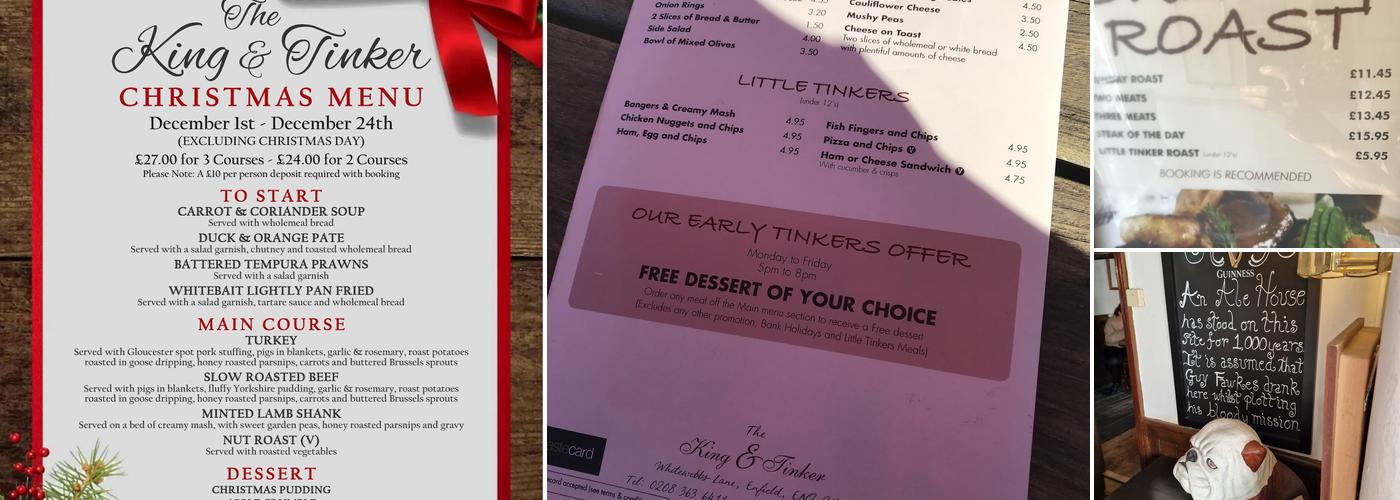 The
King & Tinker
CHRISTMAS MENU
December 1st - December 24th
(EXCLUDING CHRISTMAS DAY)
£27.00 for 3 Courses - £24.00 for 2 Courses
Please Note: A £10 per person deposit required with booking
TO START
CARROT & CORIANDER SOUP
Served with wholemeal bread
DUCK & ORANGE PATE
Served with a salad garnish, chutney and roasted wholemeal bread
BATTERED TEMPURA PRAWNS
Served with a salad garnish
WHITEBAIT LIGHTLY PAN FRIED
Served with a salad garnish, tartare sauce and wholemeal bread
MAIN COURSE
TURKEY
Served with Gloucester spot pork stuffing, pigs in blankets, garlic & rosemary, roast potatoes
roasted in goose dripping, honey roasted parsnips, carrots and buttered Brussels sprouts
SLOW ROASTED BEEF
Served with pigs in blankets, fluffy Yorkshire pudding, garlic & rosemary, roast potatoes
roasted in goose dripping, honey roasted parsnips, carrots and buttered Brussels sprouts
MINTED LAMB SHANK
Served on a bed of creamy mash, with sweet garden peas, honey roasted parsnips and gravy
NUT ROAST (V)
Served with roasted vegetables
DESSERT
CHRISTMAS PUDDING
Onion Rings 3.20
2 Slices of Bread & Butter 1.50
Side Salad 4.00
Bowl of Mixed Olives 3.50
Cauliflower Cheese 4.50
Mushy Peas 3.50
Cheese on Toast 2.50
Two slices of wholemeal or white bread 4.50
with plentiful amounts of cheese
LITTLE TINKERS
(under 12's)
Bangers & Creamy Mash 4.95
Chicken Nuggets and Chips 4.95
Ham, Egg and Chips 4.95
Fish Fingers and Chips 4.95
Pizza and Chips V 4.95
Ham or Cheese Sandwich V 4.75
With cucumber & crisps
OUR EARLY TINKERS OFFER
Monday to Friday
5pm to 8pm
FREE DESSERT OF YOUR CHOICE
Order any meal off the Main menu section to receive a Free dessert
(Excludes any other promotion, Bank Holidays and Little Tinkers Meals)
The
King & Tinker
Whitewebbs Lane, Enfield,
Tel: 0208 363
ROAST
ROAST £11.45
TWO MEATS £12.45
THREE MEATS £13.45
STEAK OF THE DAY £15.95
LITTLE TINKER ROAST (under 12's) £5.95
BOOKING IS RECOMMENDED
GUINNESS
An Ale House
has stood on this
site for 1,000 years
It is assumed that
Guy Fawkes drank
here whilst plotting
his bloody mission